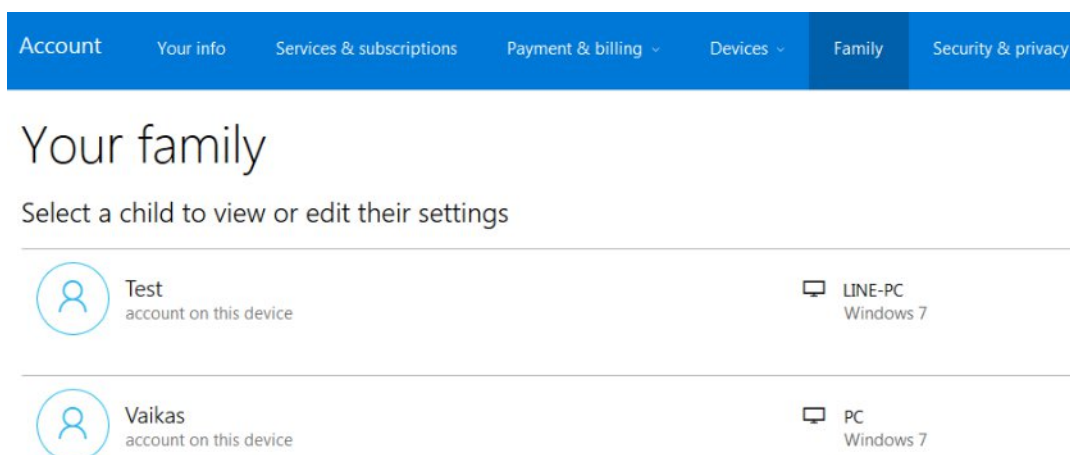 Account Your info Services & subscriptions Payment & billing Devices Family Security & privacy
Your family
Select a child to view or edit their settings
Test LINE-PC
account on this device Windows 7
Vaikas PC
account on this device Windows 7